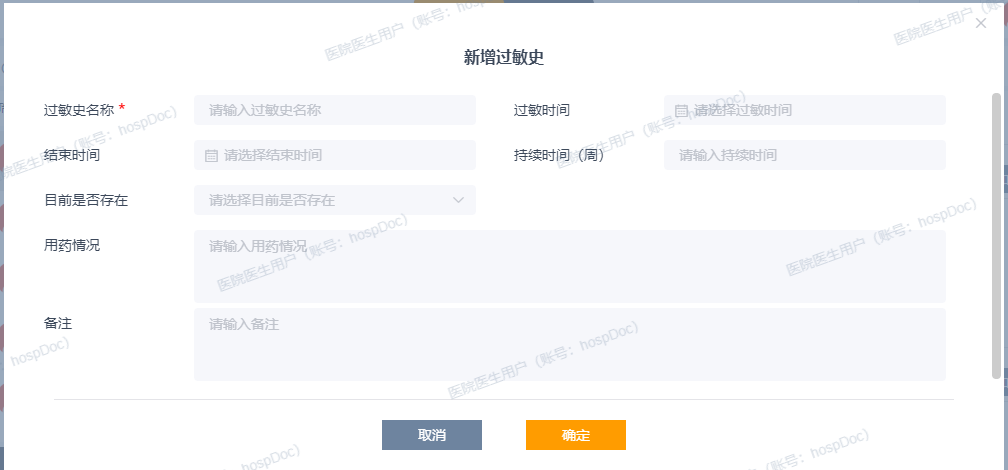 医院医生用户（账号：hospDoc）
医院医生用户
新增过敏史
过敏史名称 *
请输入过敏史名称
过敏时间
请选择过敏时间
医院医生用户（账号：hospDoc）
医院医生用户（账号：hospDoc）
结束时间
请选择结束时间
持续时间（周）
请输入持续时间
目前是否存在
请选择目前是否存在
用药情况
请输入用药情况
医院医生用户（账号：hospDoc）
医院医生用户（账号：hospDoc）
备注
请输入备注
hospDoc）
医院医生用户（账号：hospDoc）
取消
确定
hospDoc）
（账号：hospDoc）